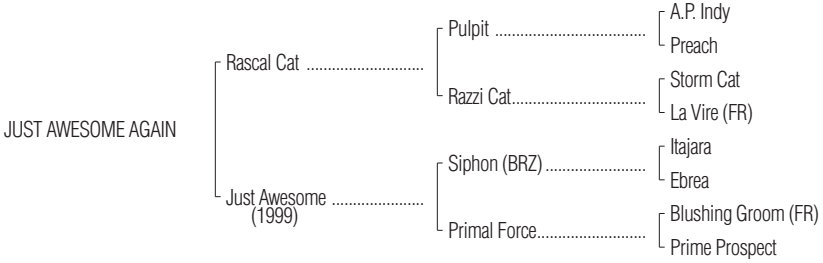 A.P. Indy
Pulpit ....................................
Preach
Rascal Cat ...........................
Storm Cat
Razzi Cat................................
La Vire (FR)
JUST AWESOME AGAIN
Itajara
Siphon (BRZ) ........................
Ebrea
Just Awesome .....................
(1999)
Blushing Groom (FR)
Primal Force..........................
Prime Prospect